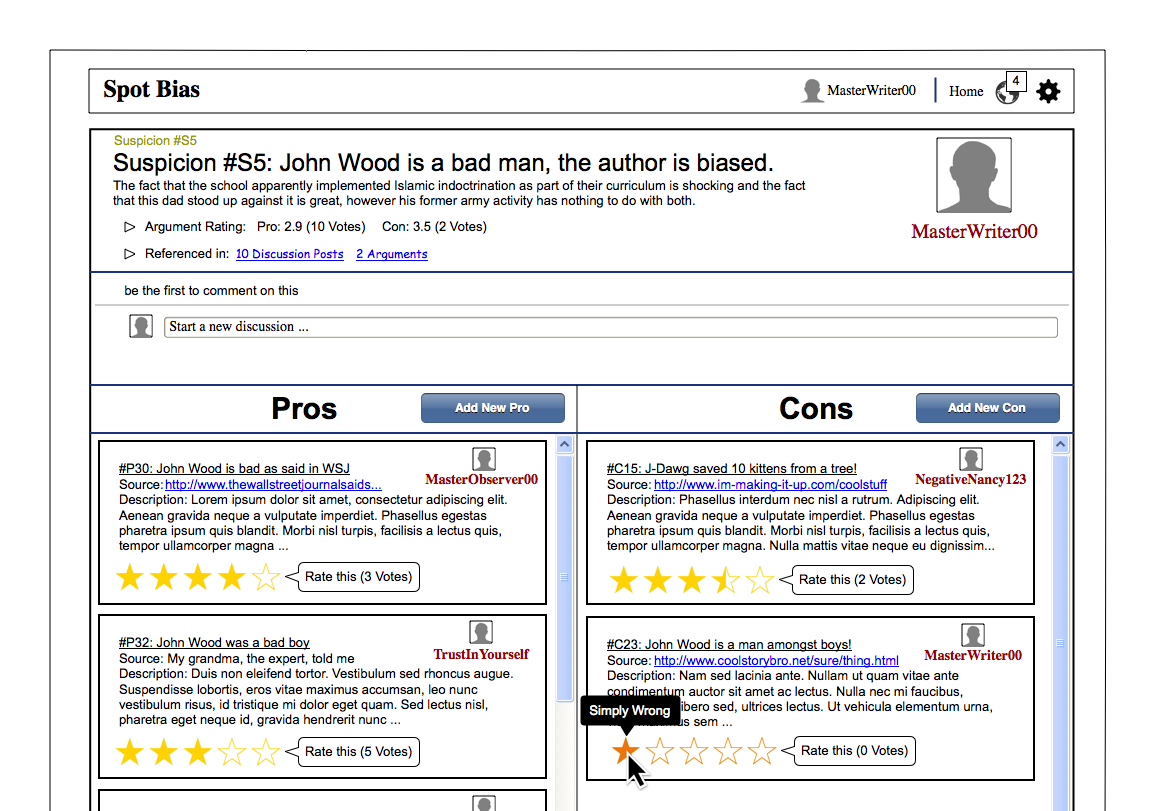 Spot Bias
MasterWriter00
Home
4
Suspicion #S5
Suspicion #S5: John Wood is a bad man, the author is biased.
The fact that the school apparently implemented Islamic indoctrination as part of their curriculum is shocking and the fact
that this dad stood up against it is great, however his former army activity has nothing to do with both.
MasterWriter00
Argument Rating: Pro: 2.9 (10 Votes) Con: 3.5 (2 Votes)
Referenced in: 10 Discussion Posts 2 Arguments
be the first to comment on this
Start a new discussion ...
Pros
Add New Pro
Cons
Add New Con
#P30: John Wood is bad as said in WSJ
MasterObserver00
Source: http://www.thewallstreetjournalsaids...
Description: Lorem ipsum dolor sit amet, consectetur adipiscing elit.
Aenean gravida neque a vulputate imperdiet. Phasellus egestas
pharetra ipsum quis blandit. Morbi nisl turpis, facilisis a lectus quis,
tempor ullamcorper magna ...
Rate this (3 Votes)
#P32: John Wood was a bad boy
TrustInYourself
Source: My grandma, the expert, told me
Description: Duis non eleifend tortor. Vestibulum sed rhoncus augue.
Suspendisse lobortis, eros vitae maximus accumsan, leo nunc
vestibulum risus, id tristique mi dolor eget quam. Sed lectus nisl,
pharetra eget neque id, gravida hendrerit nunc ...
Rate this (5 Votes)
#C15: J-Dawg saved 10 kittens from a tree!
NegativeNancy123
Source: http://www.im-making-it-up.com/coolstuff
Description: Phasellus interdum nec nisl a rutrum. Adipiscing elit.
Aenean gravida neque a vulputate imperdiet. Phasellus egestas
pharetra ipsum quis blandit. Morbi nisl turpis, facilisis a lectus quis,
tempor ullamcorper magna. Nulla mattis vitae neque eu dignissim...
Rate this (2 Votes)
#C23: John Wood is a man amongst boys!
MasterWriter00
Source: http://www.coolstorybro.net/sure/thing.html
Description: Nam sed lacinia ante. Nullam ut quam vitae ante
condimentum auctor sit amet ac lectus. Nulla nec mi faucibus,
sed, ultrices lectus. Ut vehicula elementum urna,
sem ...
Simply Wrong
Rate this (0 Votes)